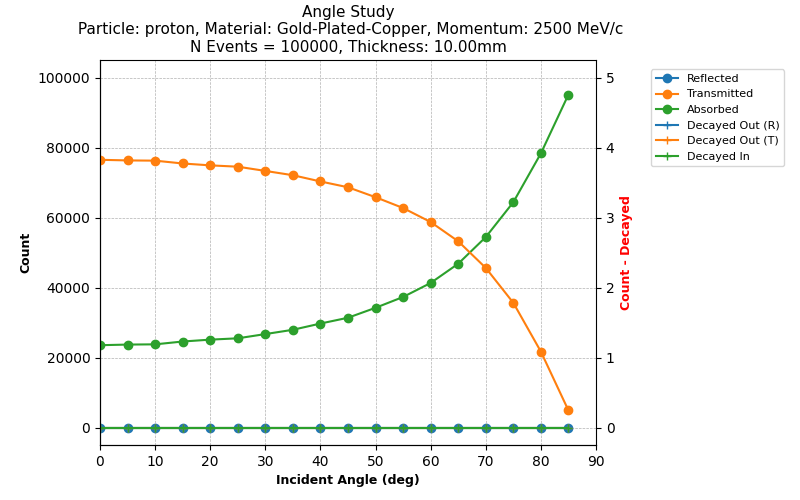 Angle Study
Particle: proton, Material: Gold-Plated-Copper, Momentum: 2500 MeV/c
N Events = 100000, Thickness: 10.00mm
100000
80000
60000
40000
20000
0
Count
5
4
3
2
1
0
Count - Decayed
0 10 20 30 40 50 60 70 80 90
Incident Angle (deg)
Reflected
Transmitted
Absorbed
Decayed Out (R)
Decayed Out (T)
Decayed In